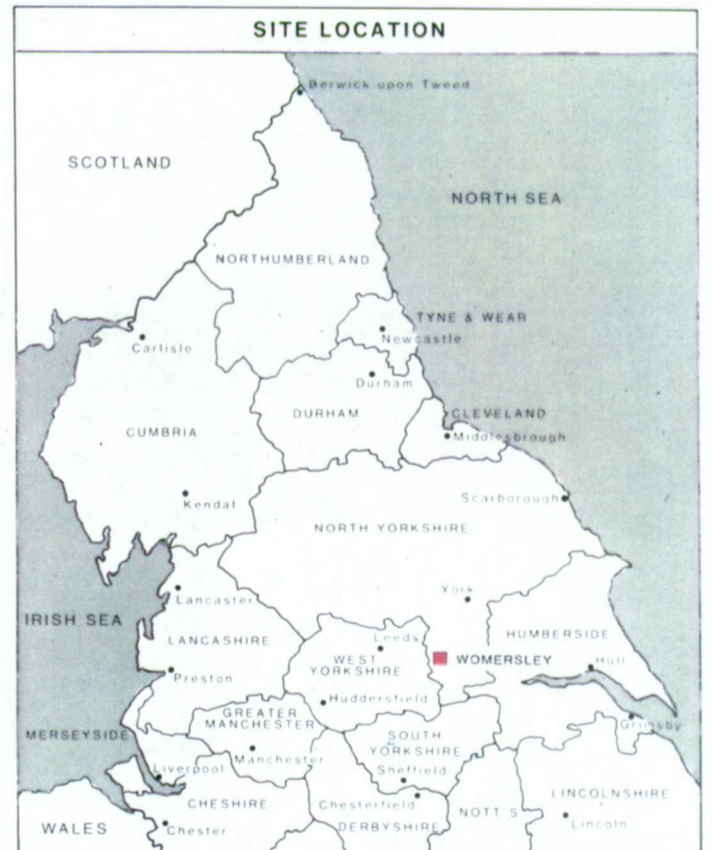 SITE LOCATION
Berwick upon Tweed
SCOTLAND
NORTH SEA
NORTHUMBERLAND
TYNE & WEAR
Newcastle
Carlisle
Durham
DURHAM
CLEVELAND
CUMBRIA
Middlesbrough
Kendal
Scarborough
NORTH YORKSHIRE
York
Lancaster
IRISH SEA
LANCASHIRE
Leeds
HUMBERSIDE
WEST
YORKSHIRE
WOMERSLEY
Hull
Preston
Huddersfield
GREATER
MANCHESTER
Grimsby
MERSEYSIDE
SOUTH
YORKSHIRE
Manchester
Liverpool
Sheffield
CHESHIRE
Chesterfield
LINCOLNSHIRE
NOTT S
WALES
Chester
DERBYSHIRE
Lincoln